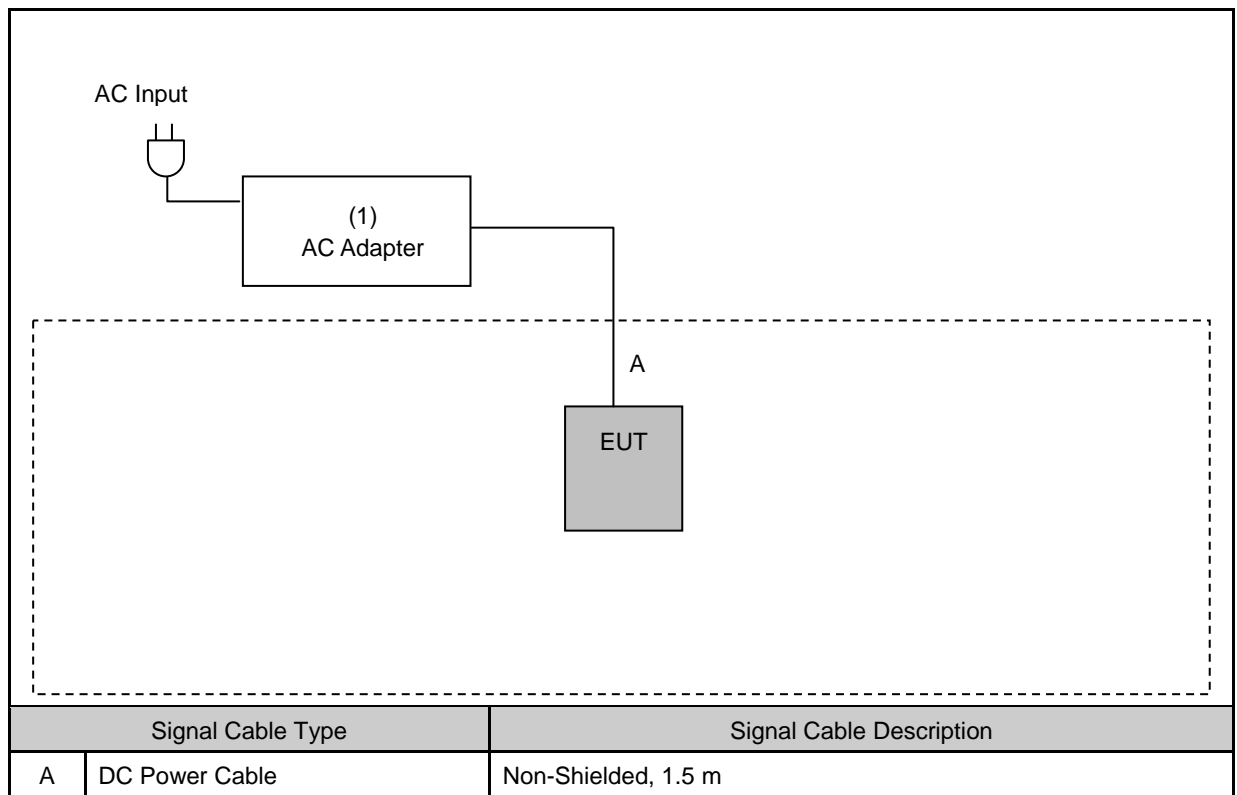 AC Input
(1)
AC Adapter
A
EUT
Signal Cable Type Signal Cable Description
A DC Power Cable Non-Shielded, 1.5 m